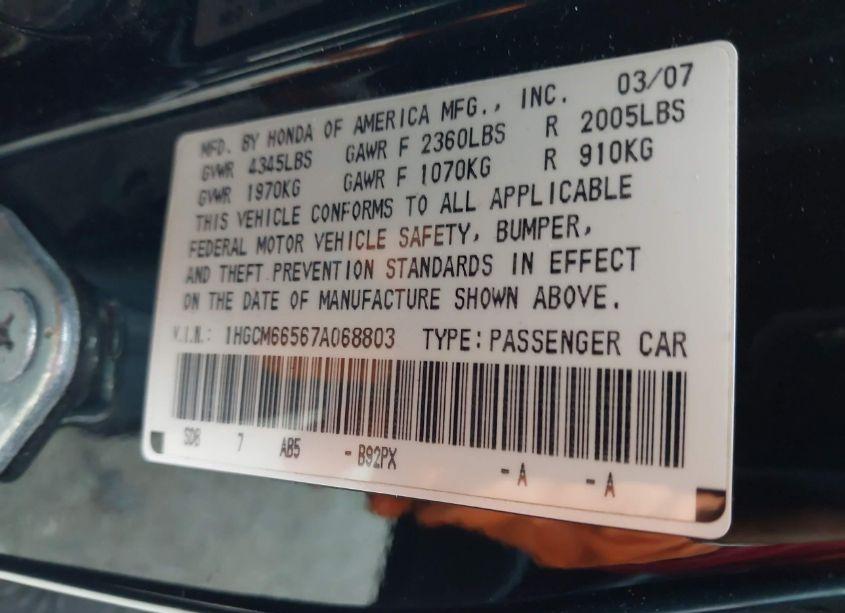 03/07
MFD. BY HONDA OF AMERICA MFG., INC.
GVWR 4345LBS GAWR F 2360LBS R 2005LBS
GVWR 1970KG GAWR F 1070KG R 910KG
THIS VEHICLE CONFORMS TO ALL APPLICABLE
FEDERAL MOTOR VEHICLE SAFETY, BUMPER,
AND THEFT PREVENTION STANDARDS IN EFFECT
ON THE DATE OF MANUFACTURE SHOWN ABOVE.
V.I.N.: 1HGCM66567A068803 TYPE:PASSENGER CAR
SD8 7 AB5 -B92PX -A -A